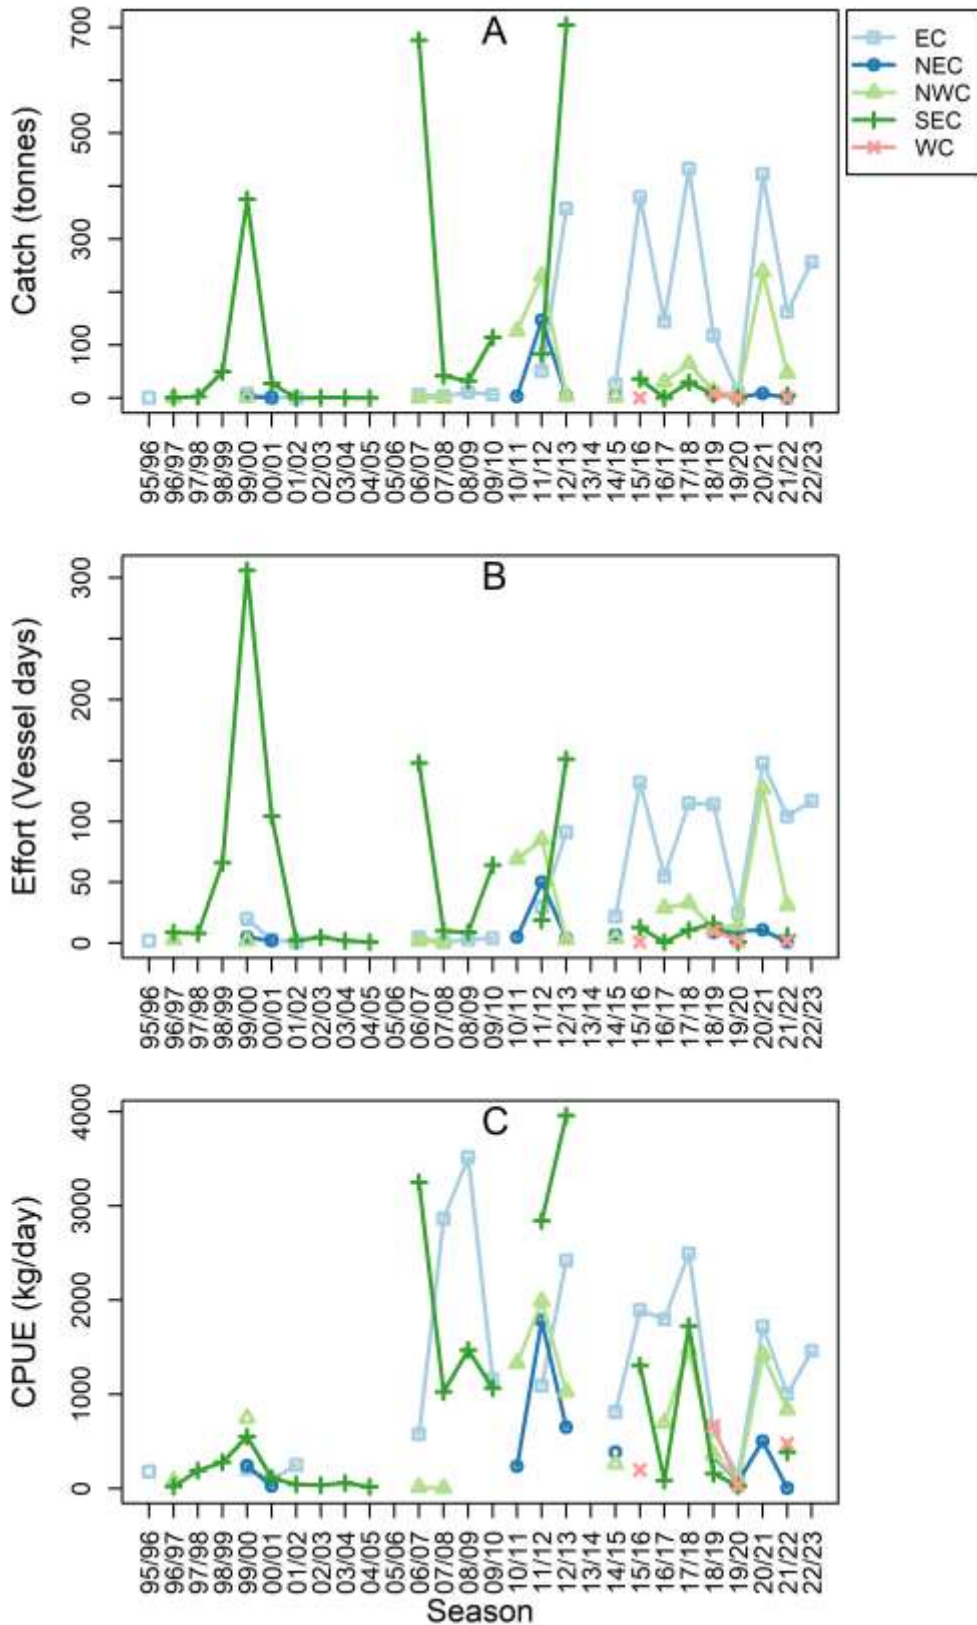 A
Catch (tonnes)
700
500
300
100
0
EC
NEC
NWC
SEC
WC
95/96 96/97 97/98 98/99 99/00 00/01 01/02 02/03 03/04 04/05 05/06 06/07 07/08 08/09 09/10 10/11 11/12 12/13 13/14 14/15 15/16 16/17 17/18 18/19 19/20 20/21 21/22 22/23
B
Effort (Vessel days)
300
200
100
50
0
95/96 96/97 97/98 98/99 99/00 00/01 01/02 02/03 03/04 04/05 05/06 06/07 07/08 08/09 09/10 10/11 11/12 12/13 13/14 14/15 15/16 16/17 17/18 18/19 19/20 20/21 21/22 22/23
C
CPUE (kg/day)
4000
3000
2000
1000
0
95/96 96/97 97/98 98/99 99/00 00/01 01/02 02/03 03/04 04/05 05/06 06/07 07/08 08/09 09/10 10/11 11/12 12/13 13/14 14/15 15/16 16/17 17/18 18/19 19/20 20/21 21/22 22/23
Season